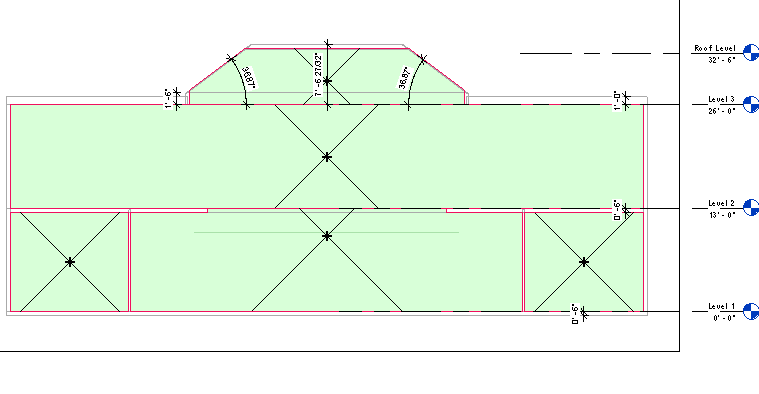 Roof Level
32' - 6"
36.87°
7' - 6 27/32"
36.87°
1' - 6"
1' - 0"
Level 3
26' - 0"
0' - 6"
Level 2
13' - 0"
Level 1
0' - 0"
0' - 6"